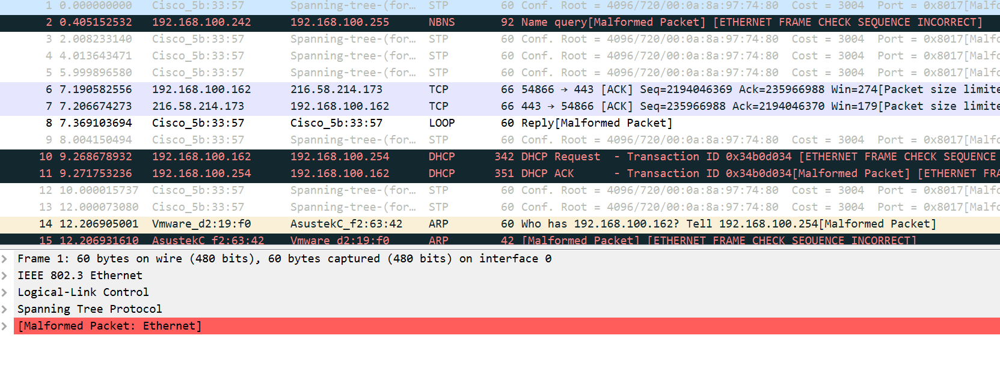 1 0.000000000 Cisco_5b:33:57 Spanning-tree-(for… STP 60 Conf. Root = 4096/720/00:0a:8a:97:74:80 Cost = 3004 Port = 0x8017[Malf
2 0.405152532 192.168.100.242 192.168.100.255 NBNS 92 Name query[Malformed Packet] [ETHERNET FRAME CHECK SEQUENCE INCORRECT]
3 2.008233140 Cisco_5b:33:57 Spanning-tree-(for… STP 60 Conf. Root = 4096/720/00:0a:8a:97:74:80 Cost = 3004 Port = 0x8017[Malfo
4 4.013643471 Cisco_5b:33:57 Spanning-tree-(for… STP 60 Conf. Root = 4096/720/00:0a:8a:97:74:80 Cost = 3004 Port = 0x8017[Malfo
5 5.999896580 Cisco_5b:33:57 Spanning-tree-(for… STP 60 Conf. Root = 4096/720/00:0a:8a:97:74:80 Cost = 3004 Port = 0x8017[Malfo
6 7.190582556 192.168.100.162 216.58.214.173 TCP 66 54866 → 443 [ACK] Seq=2194046369 Ack=235966988 Win=274[Packet size limite
7 7.206674273 216.58.214.173 192.168.100.162 TCP 66 443 → 54866 [ACK] Seq=235966988 Ack=2194046370 Win=179[Packet size limite
8 7.369103694 Cisco_5b:33:57 Cisco_5b:33:57 LOOP 60 Reply[Malformed Packet]
9 8.004150494 Cisco_5b:33:57 Spanning-tree-(for… STP 60 Conf. Root = 4096/720/00:0a:8a:97:74:80 Cost = 3004 Port = 0x8017[Malfo
10 9.268678932 192.168.100.162 192.168.100.254 DHCP 342 DHCP Request - Transaction ID 0x34b0d034 [ETHERNET FRAME CHECK SEQUENCE
11 9.271753236 192.168.100.254 192.168.100.162 DHCP 351 DHCP ACK - Transaction ID 0x34b0d034[Malformed Packet] [ETHERNET FRA
12 10.000015737 Cisco_5b:33:57 Spanning-tree-(for… STP 60 Conf. Root = 4096/720/00:0a:8a:97:74:80 Cost = 3004 Port = 0x8017[Malfo
13 12.000073080 Cisco_5b:33:57 Spanning-tree-(for… STP 60 Conf. Root = 4096/720/00:0a:8a:97:74:80 Cost = 3004 Port = 0x8017[Malfo
14 12.206905001 Vmware_d2:19:f0 AsustekC_f2:63:42 ARP 60 Who has 192.168.100.162? Tell 192.168.100.254[Malformed Packet]
15 12.206931610 AsustekC_f2:63:42 Vmware_d2:19:f0 ARP 42 [Malformed Packet] [ETHERNET FRAME CHECK SEQUENCE INCORRECT]
Frame 1: 60 bytes on wire (480 bits), 60 bytes captured (480 bits) on interface 0
IEEE 802.3 Ethernet
Logical-Link Control
Spanning Tree Protocol
[Malformed Packet: Ethernet]